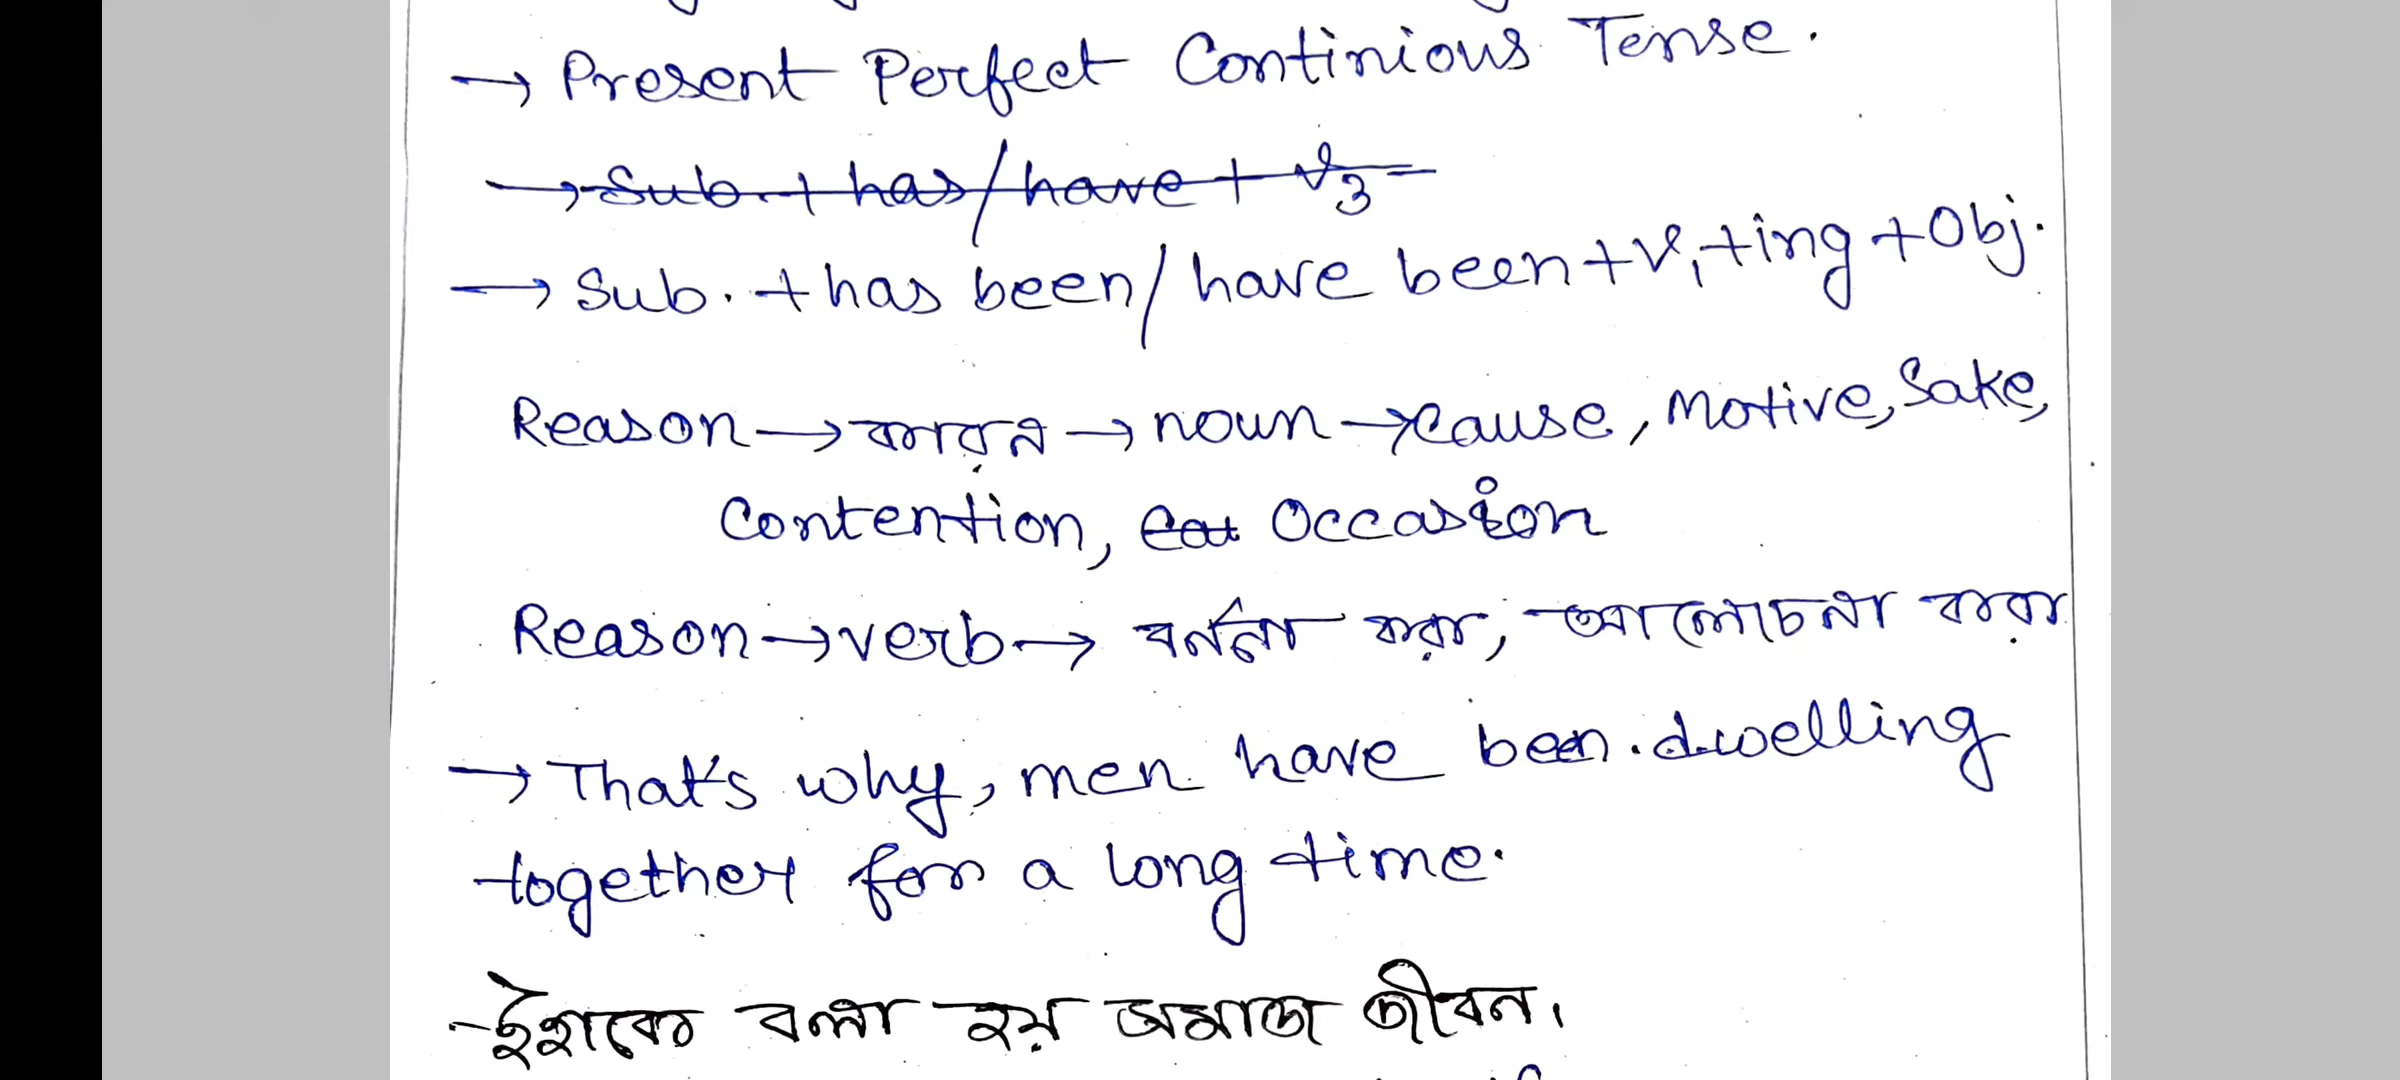 → Present Perfect Continious Tense.
→ Sub. + has/have + V3
→ Sub. + has been/have been + V1 + ing + Obj.
Reason → কারন → noun → cause, Motive, Sake,
Contention, Occasion
Reason → verb → বর্ননা করা, আলোচনা করা
→ That's why, men have been dwelling
together for a long time.
- ইহাকে বলা হয় সমাজ জীবন।